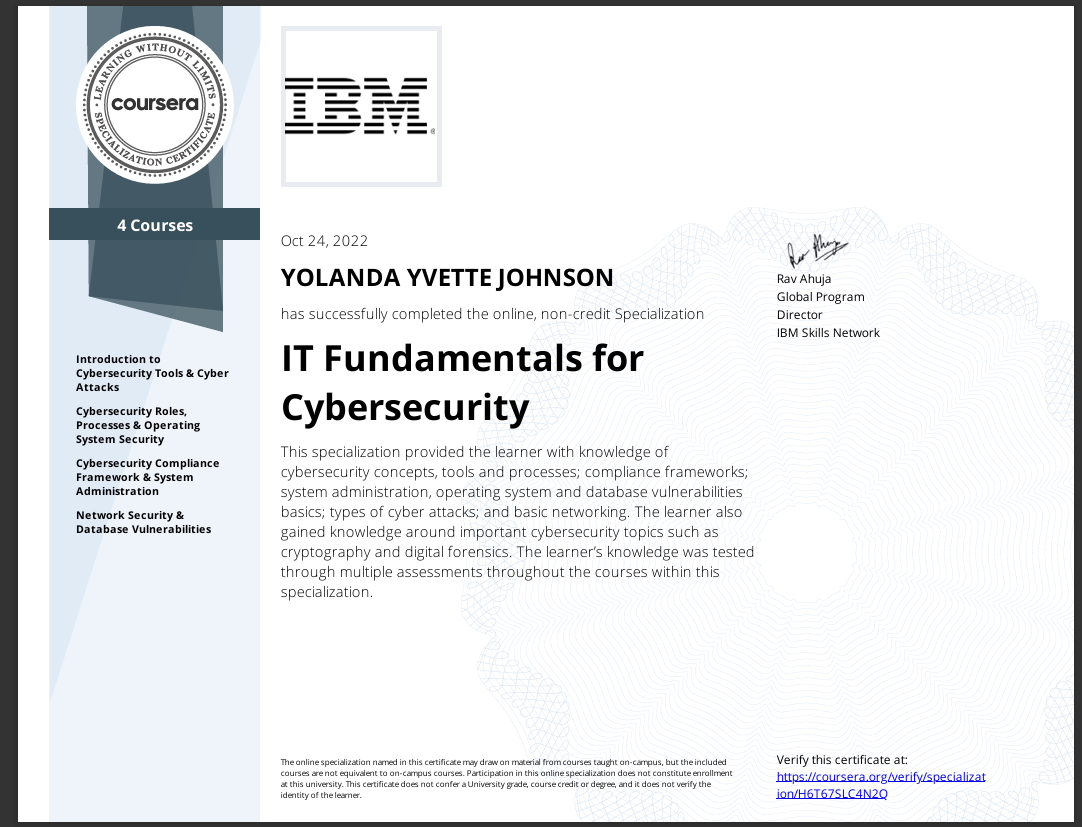 LEARNING WITHOUT LIMITS
coursera
SPECIALIZATION CERTIFICATE
4 Courses
Introduction to
Cybersecurity Tools & Cyber
Attacks
Cybersecurity Roles,
Processes & Operating
System Security
Cybersecurity Compliance
Framework & System
Administration
Network Security &
Database Vulnerabilities
IBM®
Oct 24, 2022
YOLANDA YVETTE JOHNSON
has successfully completed the online, non-credit Specialization
IT Fundamentals for
Cybersecurity
This specialization provided the learner with knowledge of
cybersecurity concepts, tools and processes; compliance frameworks;
system administration, operating system and database vulnerabilities
basics; types of cyber attacks; and basic networking. The learner also
gained knowledge around important cybersecurity topics such as
cryptography and digital forensics. The learner’s knowledge was tested
through multiple assessments throughout the courses within this
specialization.
Rav Ahuja
Rav Ahuja
Global Program
Director
IBM Skills Network
The online specialization named in this certificate may draw on material from courses taught on-campus, but the included
courses are not equivalent to on-campus courses. Participation in this online specialization does not constitute enrollment
at this university. This certificate does not confer a University grade, course credit or degree, and it does not verify the
identity of the learner.
Verify this certificate at:
https://coursera.org/verify/specializat
ion/H6T67SLC4N2Q